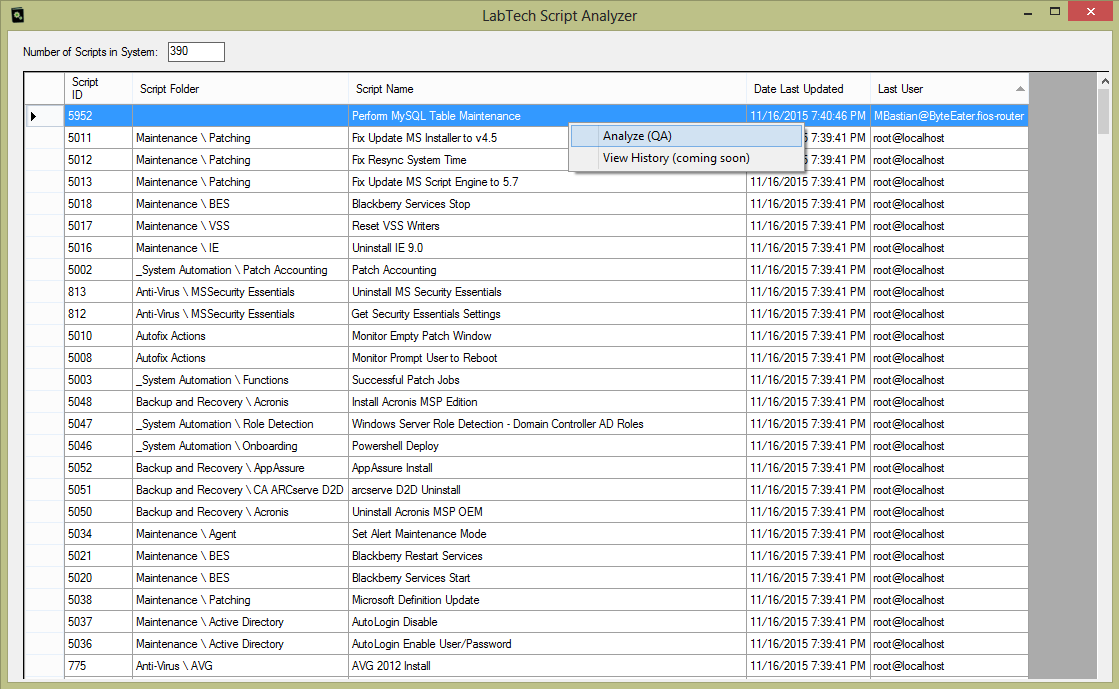 LabTech Script Analyzer
Number of Scripts in System: 390
Script ID Script Folder Script Name Date Last Updated Last User
5952 Perform MySQL Table Maintenance 11/16/2015 7:40:46 PM MBastian@ByteEater.fios-router
5011 Maintenance \ Patching Fix Update MS Installer to v4.5 5 7:39:41 PM root@localhost
Analyze (QA)
5012 Maintenance \ Patching Fix Resync System Time 5 7:39:41 PM root@localhost
View History (coming soon)
5013 Maintenance \ Patching Fix Update MS Script Engine to 5.7 11/16/2015 7:39:41 PM root@localhost
5018 Maintenance \ BES Blackberry Services Stop 11/16/2015 7:39:41 PM root@localhost
5017 Maintenance \ VSS Reset VSS Writers 11/16/2015 7:39:41 PM root@localhost
5016 Maintenance \ IE Uninstall IE 9.0 11/16/2015 7:39:41 PM root@localhost
5002 _System Automation \ Patch Accounting Patch Accounting 11/16/2015 7:39:41 PM root@localhost
813 Anti-Virus \ MSSecurity Essentials Uninstall MS Security Essentials 11/16/2015 7:39:41 PM root@localhost
812 Anti-Virus \ MSSecurity Essentials Get Security Essentials Settings 11/16/2015 7:39:41 PM root@localhost
5010 Autofix Actions Monitor Empty Patch Window 11/16/2015 7:39:41 PM root@localhost
5008 Autofix Actions Monitor Prompt User to Reboot 11/16/2015 7:39:41 PM root@localhost
5003 _System Automation \ Functions Successful Patch Jobs 11/16/2015 7:39:41 PM root@localhost
5048 Backup and Recovery \ Acronis Install Acronis MSP Edition 11/16/2015 7:39:41 PM root@localhost
5047 _System Automation \ Role Detection Windows Server Role Detection - Domain Controller AD Roles 11/16/2015 7:39:41 PM root@localhost
5046 _System Automation \ Onboarding Powershell Deploy 11/16/2015 7:39:41 PM root@localhost
5052 Backup and Recovery \ AppAssure AppAssure Install 11/16/2015 7:39:41 PM root@localhost
5051 Backup and Recovery \ CA ARCserve D2D arcserve D2D Uninstall 11/16/2015 7:39:41 PM root@localhost
5050 Backup and Recovery \ Acronis Uninstall Acronis MSP OEM 11/16/2015 7:39:41 PM root@localhost
5034 Maintenance \ Agent Set Alert Maintenance Mode 11/16/2015 7:39:41 PM root@localhost
5021 Maintenance \ BES Blackberry Restart Services 11/16/2015 7:39:41 PM root@localhost
5020 Maintenance \ BES Blackberry Services Start 11/16/2015 7:39:41 PM root@localhost
5038 Maintenance \ Patching Microsoft Definition Update 11/16/2015 7:39:41 PM root@localhost
5037 Maintenance \ Active Directory AutoLogin Disable 11/16/2015 7:39:41 PM root@localhost
5036 Maintenance \ Active Directory AutoLogin Enable User/Password 11/16/2015 7:39:41 PM root@localhost
775 Anti-Virus \ AVG AVG 2012 Install 11/16/2015 7:39:41 PM root@localhost